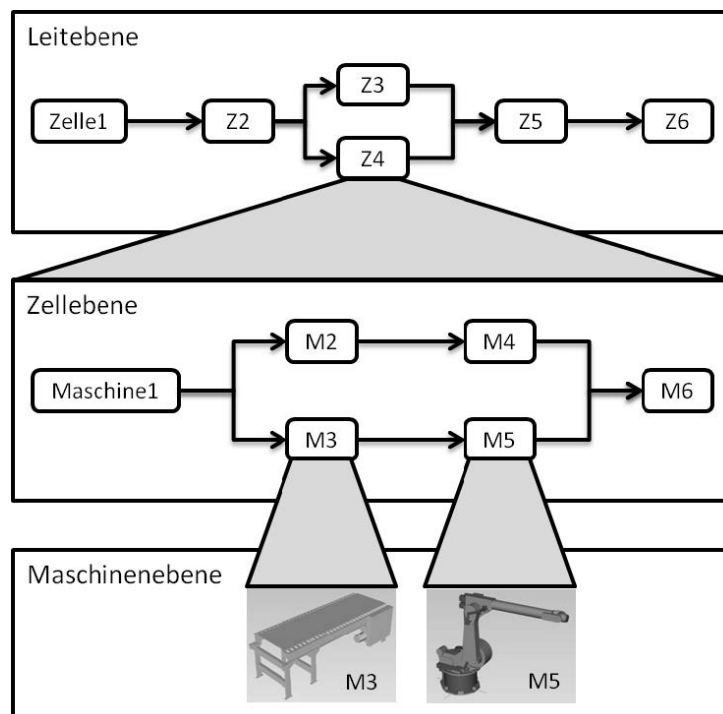 Leitebene
Z3
Zelle1
Z2
Z5
Z6
Z4
Zellebene
M2
M4
Maschine1
M6
M3
M5
Maschinenebene
M3
M5